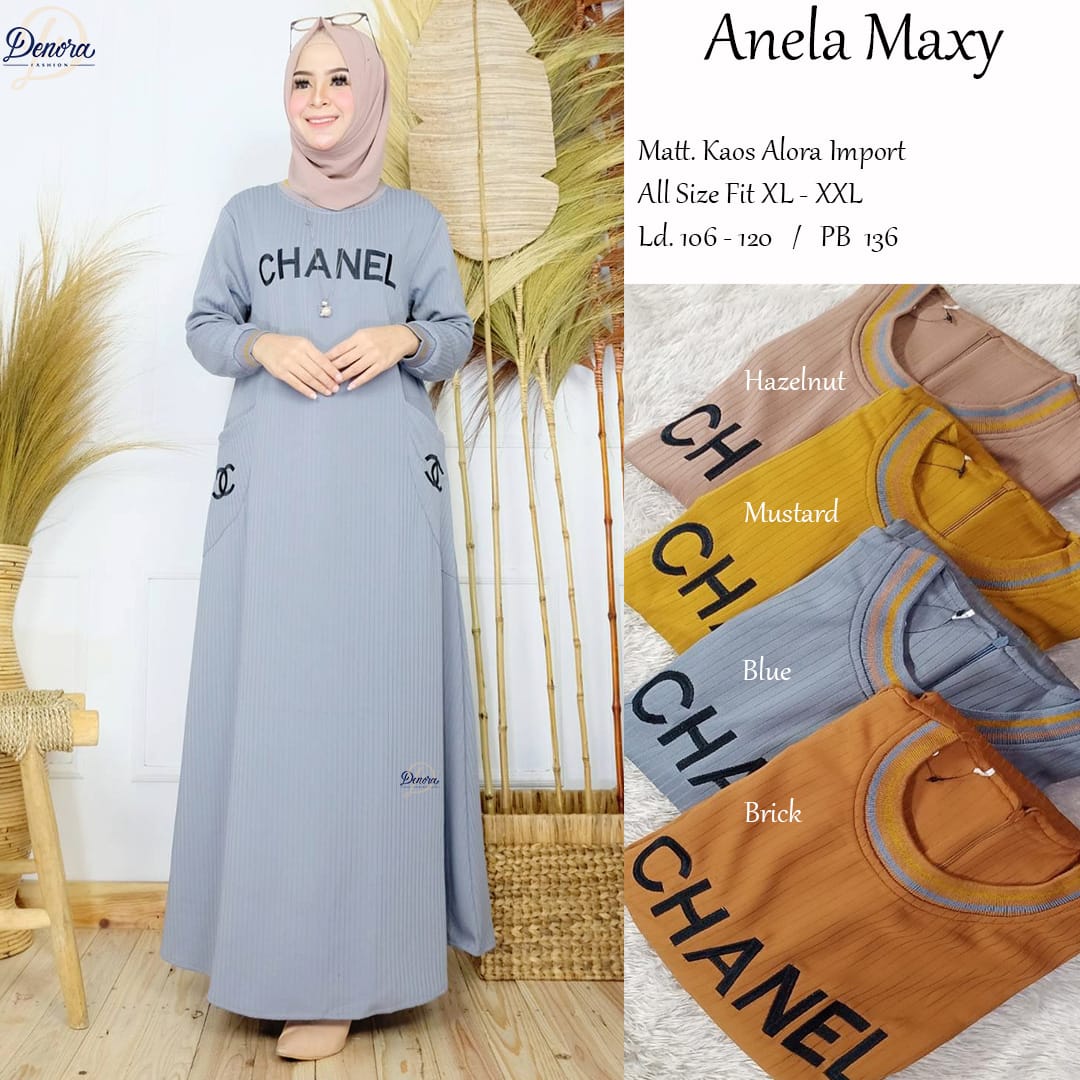 Denora
FASHION
Anela Maxy
Matt. Kaos Alora Import
All Size Fit XL - XXL
Ld. 106 - 120 / PB 136
CHANEL
Hazelnut
CH
Mustard
CHA
Blue
CHA
Brick
CHANEL
Denora